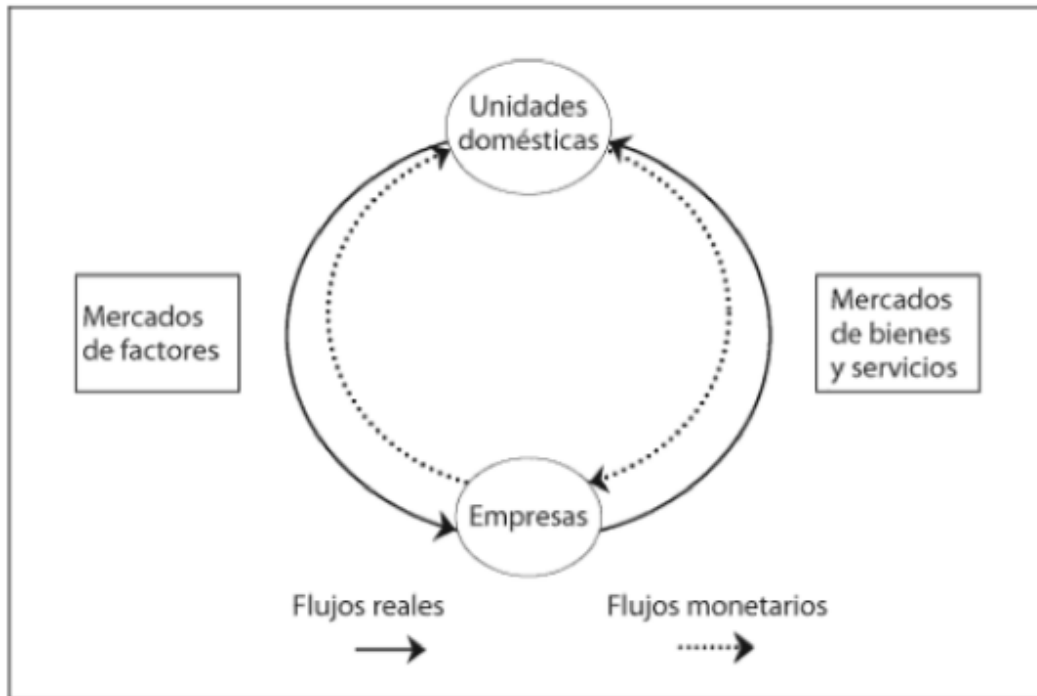 Unidades
domésticas
Mercados
de factores
Mercados
de bienes
y servicios
Empresas
Flujos reales
Flujos monetarios